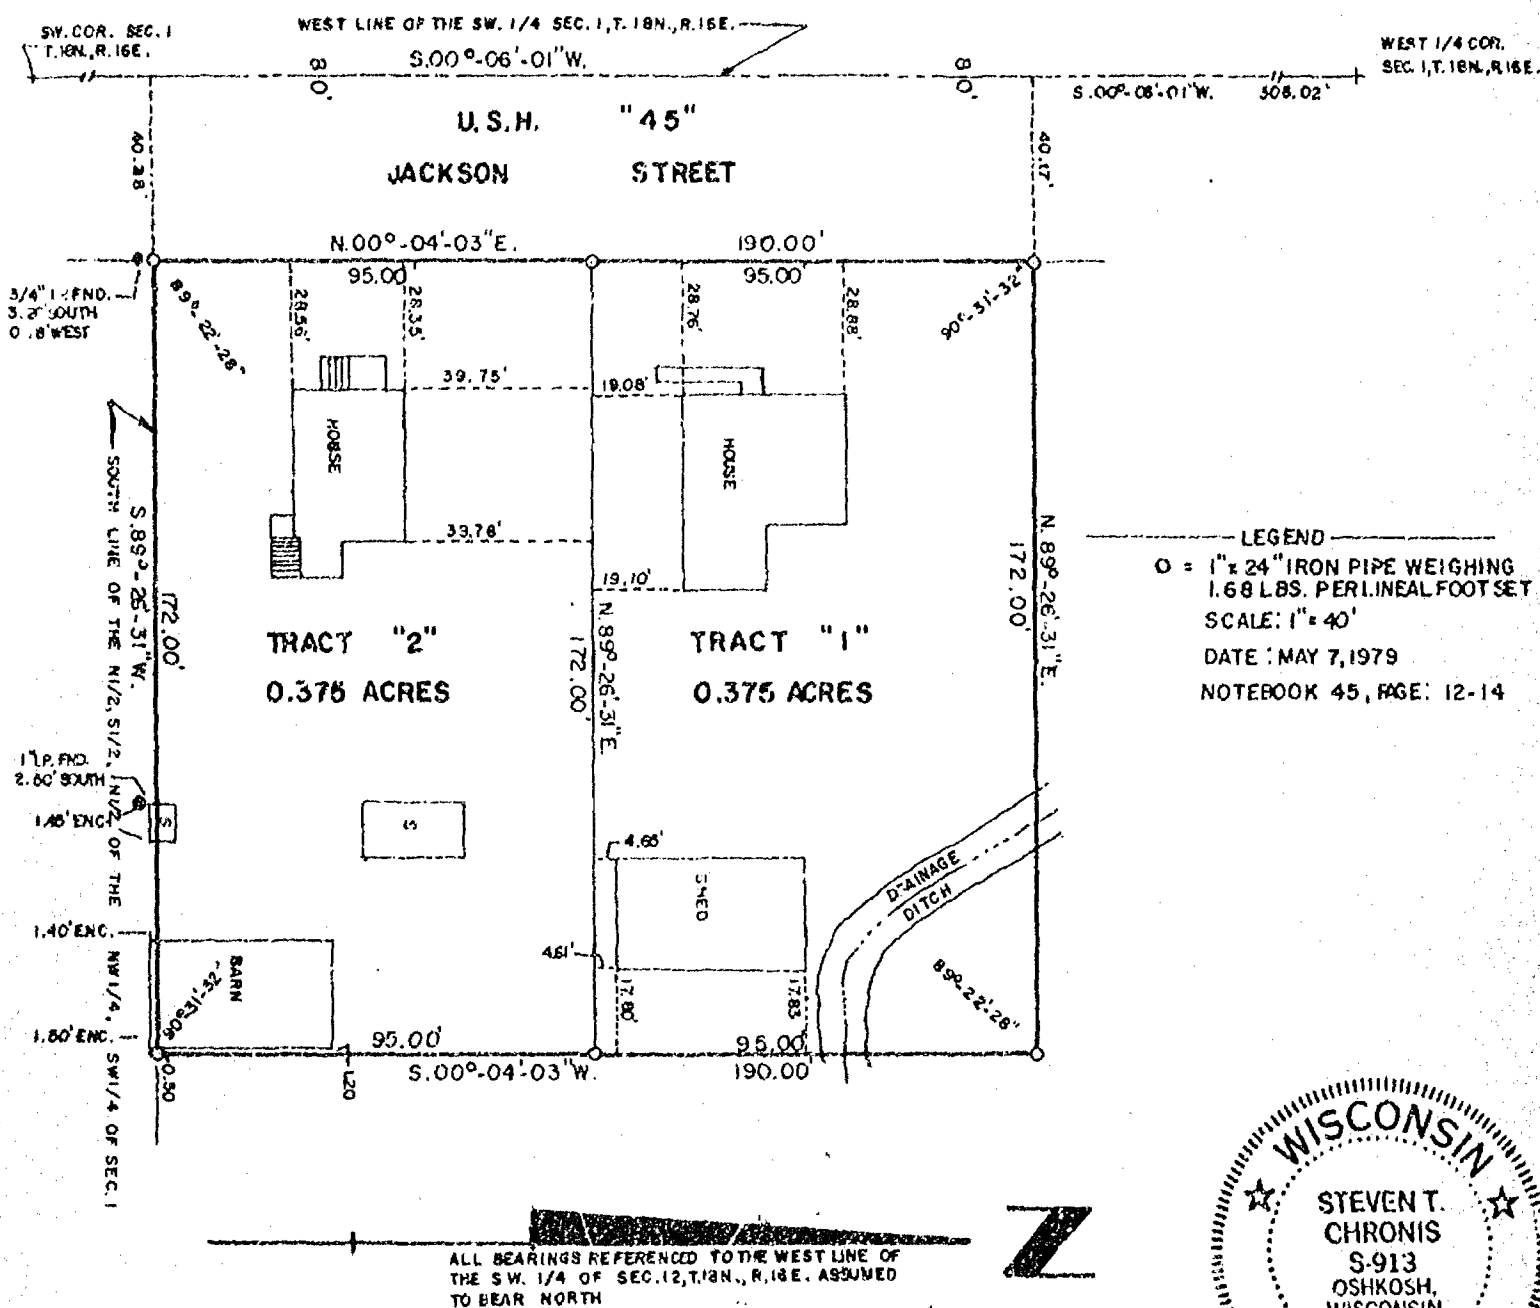 SW. COR. SEC. 1
T.18N., R.16E.
WEST LINE OF THE SW. 1/4 SEC. 1, T. 18N., R.16E.
S.00°-06'-01"W.
WEST 1/4 COR.
SEC. 1, T. 18N., R.16E.
80'
80'
S.00°-06'-01"W. 308.02'
U.S.H. "45"
JACKSON STREET
40.28'
40.17'
N.00°-04'-03"E. 190.00'
95.00' 95.00'
3/4" FND.
SOUTH
WEST
89°-22'-28"
28.56'
28.35'
28.76'
28.88'
90°-31'-32"
39.75'
19.08'
HOUSE
HOUSE
39.78'
19.10'
SOUTH LINE OF THE N1/2, S1/2, N1/2 OF THE NW1/4, SW1/4 OF SEC. 1
S.89°-26'-31"W.
172.00'
N.89°-26'-31"E.
172.00'
N.89°-26'-31"E.
172.00'
LEGEND
O = 1" x 24" IRON PIPE WEIGHING
1.68 LBS. PER LINEAL FOOT SET
SCALE: 1" = 40'
DATE : MAY 7, 1979
NOTEBOOK 45, PAGE: 12-14
TRACT "2" TRACT "1"
0.375 ACRES 0.375 ACRES
1" I.P. FND.
2.60' SOUTH
1.45' ENC.
S
S
4.65'
SHED
DRAINAGE
DITCH
1.40' ENC.
BARN
4.61'
90°-31'-32"
17.80'
17.83
89°-22'-28"
1.50' ENC.
95.00' 95.00'
0.50
1.20
S.00°-04'-03"W. 190.00'
Z
ALL BEARINGS REFERENCED TO THE WEST LINE OF
THE SW. 1/4 OF SEC. 12, T.18N., R.16E. ASSUMED
TO BEAR NORTH
WISCONSIN
STEVEN T.
CHRONIS
S-913
OSHKOSH,
WISCONSIN